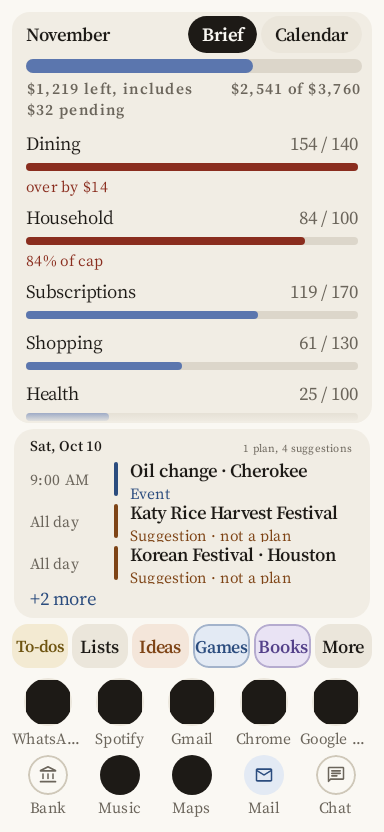 November
Brief
Calendar
$1,219 left, includes $2,541 of $3,760
$32 pending
Dining 154 / 140
over by $14
Household 84 / 100
84% of cap
Subscriptions 119 / 170
Shopping 61 / 130
Health 25 / 100
Sat, Oct 10 1 plan, 4 suggestions
9:00 AM Oil change · Cherokee
Event
All day Katy Rice Harvest Festival
Suggestion · not a plan
All day Korean Festival · Houston
Suggestion · not a plan
+2 more
To-dos Lists Ideas Games Books More
WhatsA... Spotify Gmail Chrome Google ...
Bank Music Maps Mail Chat